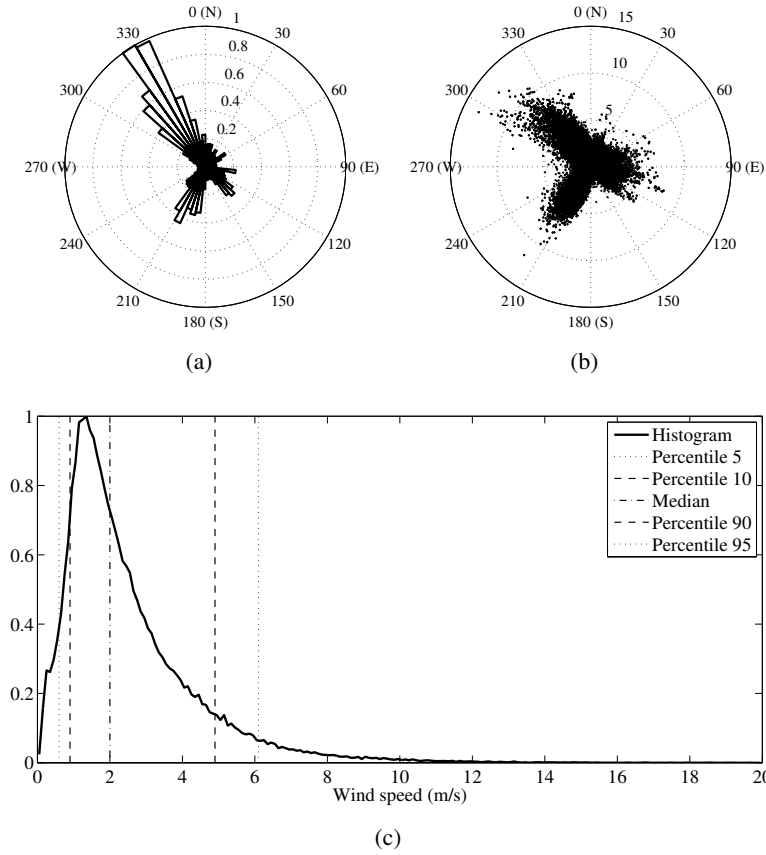 0 (N)
30
60
90 (E)
120
150
180 (S)
210
240
270 (W)
300
330
0.2
0.4
0.6
0.8
1
(a)
0 (N)
30
60
90 (E)
120
150
180 (S)
210
240
270 (W)
300
330
5
10
15
(b)
1
0.8
0.6
0.4
0.2
0
0 2 4 6 8 10 12 14 16 18 20
Wind speed (m/s)
Histogram
Percentile 5
Percentile 10
Median
Percentile 90
Percentile 95
(c)